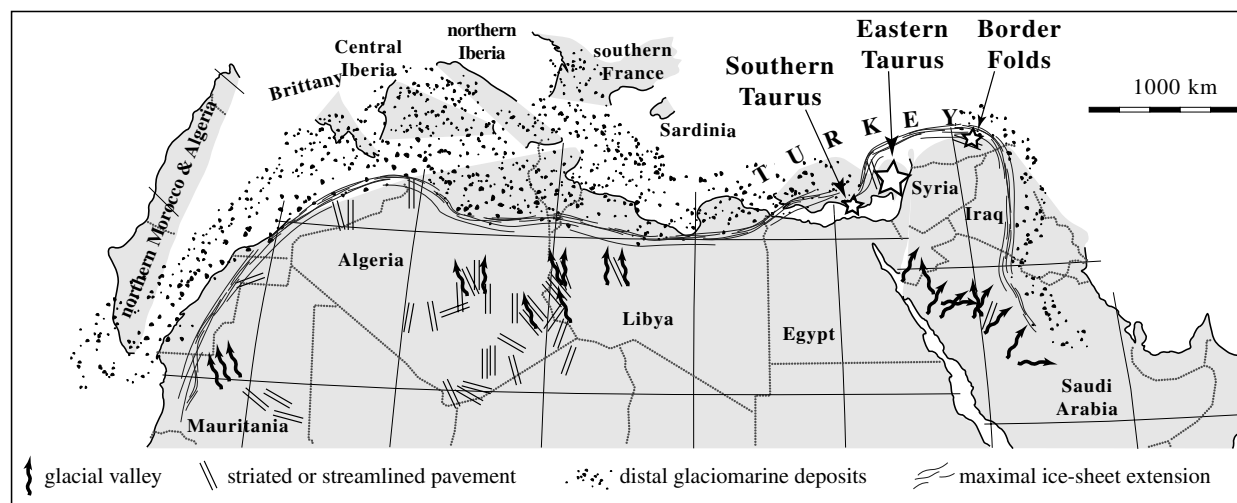 northern
Iberia
Central
Iberia
Brittany
southern
France
Sardinia
northern Morocco & Algeria
Southern
Taurus
Eastern
Taurus
Border
Folds
1000 km
TURKEY
Syria
Iraq
Algeria
Libya
Egypt
Saudi
Arabia
Mauritania
glacial valley
striated or streamlined pavement
distal glaciomarine deposits
maximal ice-sheet extension